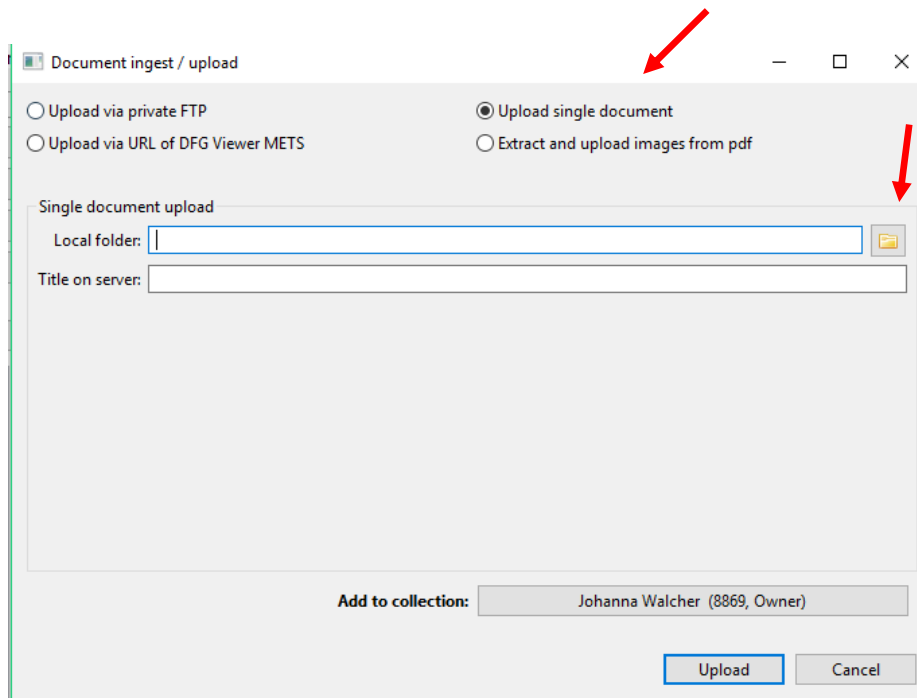 Document ingest / upload
Upload via private FTP
Upload single document
Upload via URL of DFG Viewer METS
Extract and upload images from pdf
Single document upload
Local folder:
Title on server:
Add to collection: Johanna Walcher (8869, Owner)
Upload Cancel